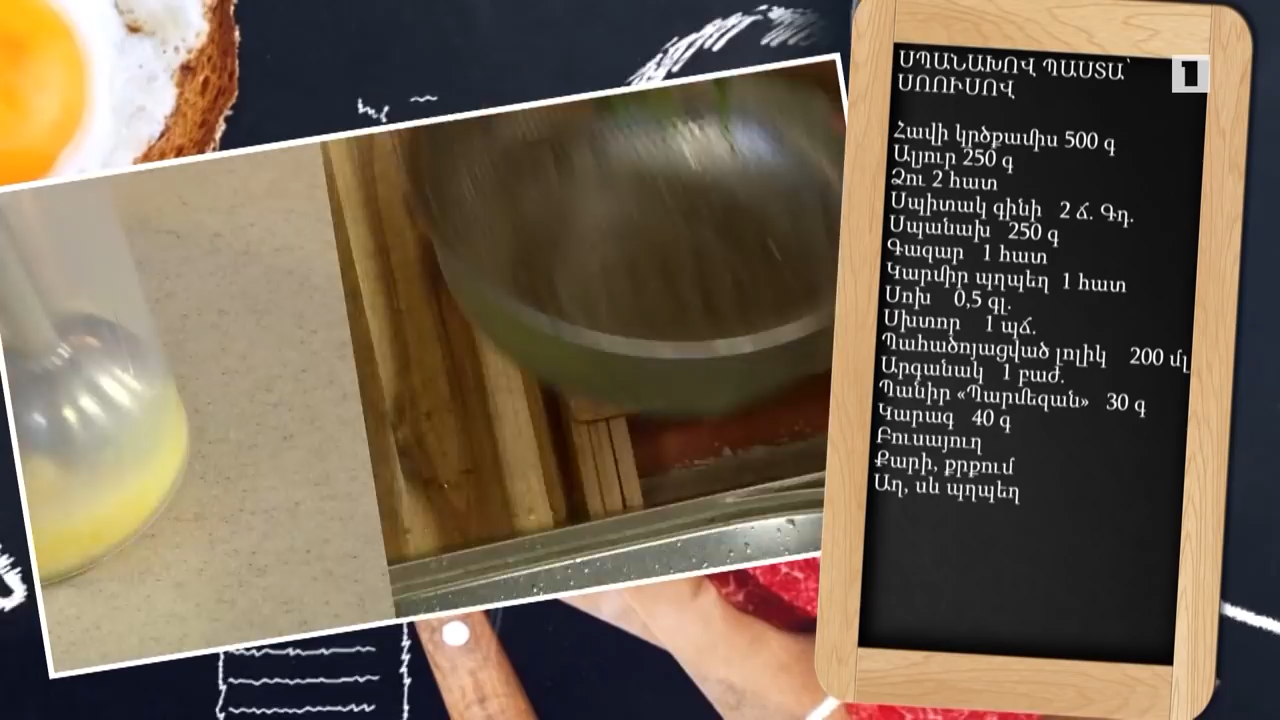 ՍՊԱՆԱԽՈՎ ՊԱՍՏԱ՝
ՍՈՈՒՍՈՎ
1
Հավի կրծքամիս 500 գ
Ալյուր 250 գ
Ձու 2 հատ
Սպիտակ գինի 2 ճ. Գդ.
Սպանախ 250 գ
Գազար 1 հատ
Կարմիր պղպեղ 1 հատ
Սոխ 0,5 գլ.
Սխտոր 1 պճ.
Պահածոյացված լոլիկ 200 մլ
Արգանակ 1 բաժ.
Պանիր «Պարմեզան» 30 գ
Կարագ 40 գ
Բուսայուղ
Քարի, քրքում
Աղ, սև պղպեղ